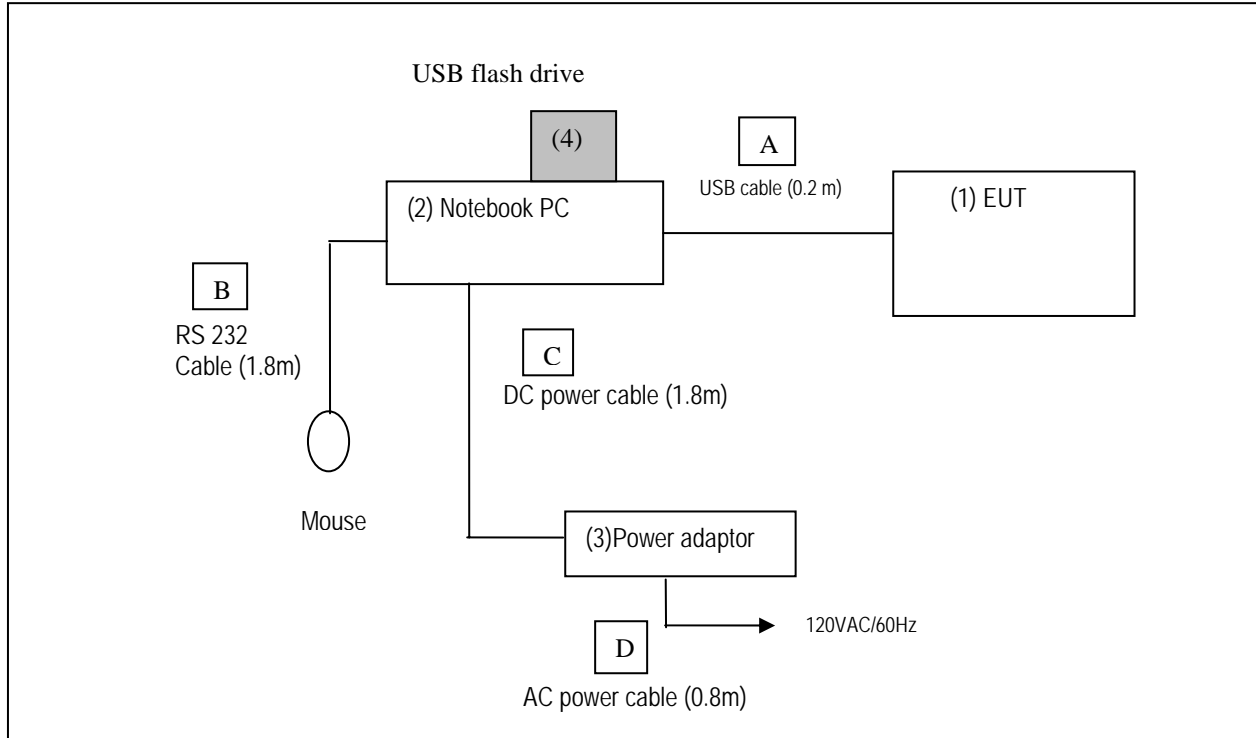 USB flash drive
(4)
A
USB cable (0.2 m)
(2) Notebook PC
(1) EUT
B
RS 232
Cable (1.8m)
C
DC power cable (1.8m)
Mouse
(3)Power adaptor
120VAC/60Hz
D
AC power cable (0.8m)